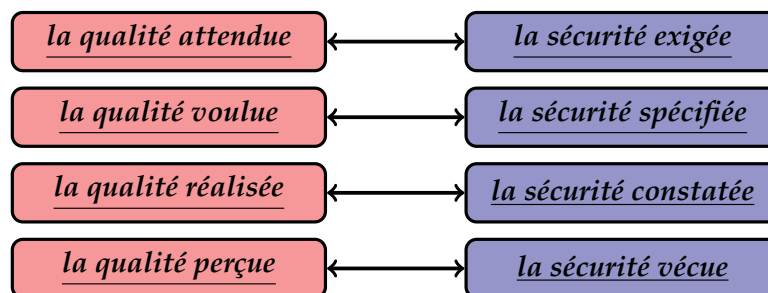 la qualité attendue
la sécurité exigée
la qualité voulue
la sécurité spécifiée
la qualité réalisée
la sécurité constatée
la qualité perçue
la sécurité vécue